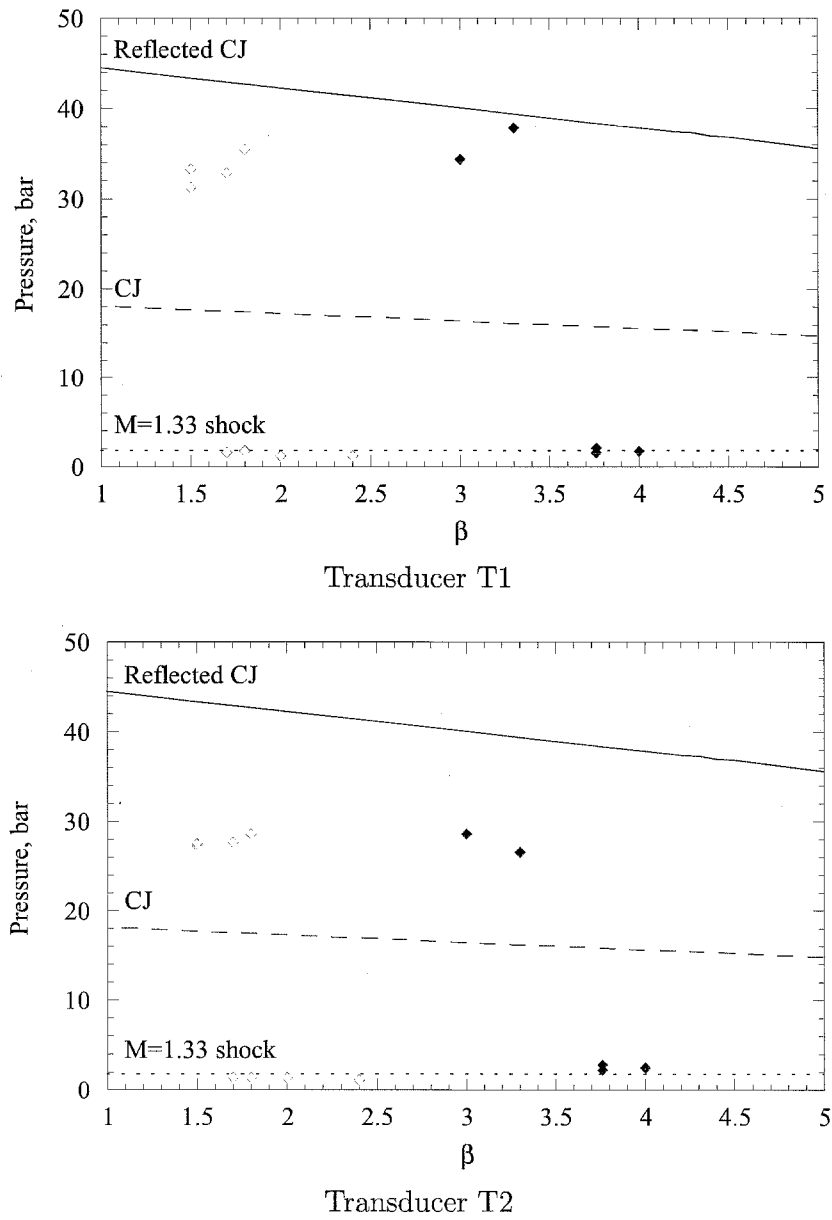 50
Reflected CJ
40
30
Pressure, bar
20
CJ
10
M=1.33 shock
0
1 1.5 2 2.5 3 3.5 4 4.5 5
β
Transducer T1
50
Reflected CJ
40
30
Pressure, bar
20
CJ
10
M=1.33 shock
0
1 1.5 2 2.5 3 3.5 4 4.5 5
β
Transducer T2